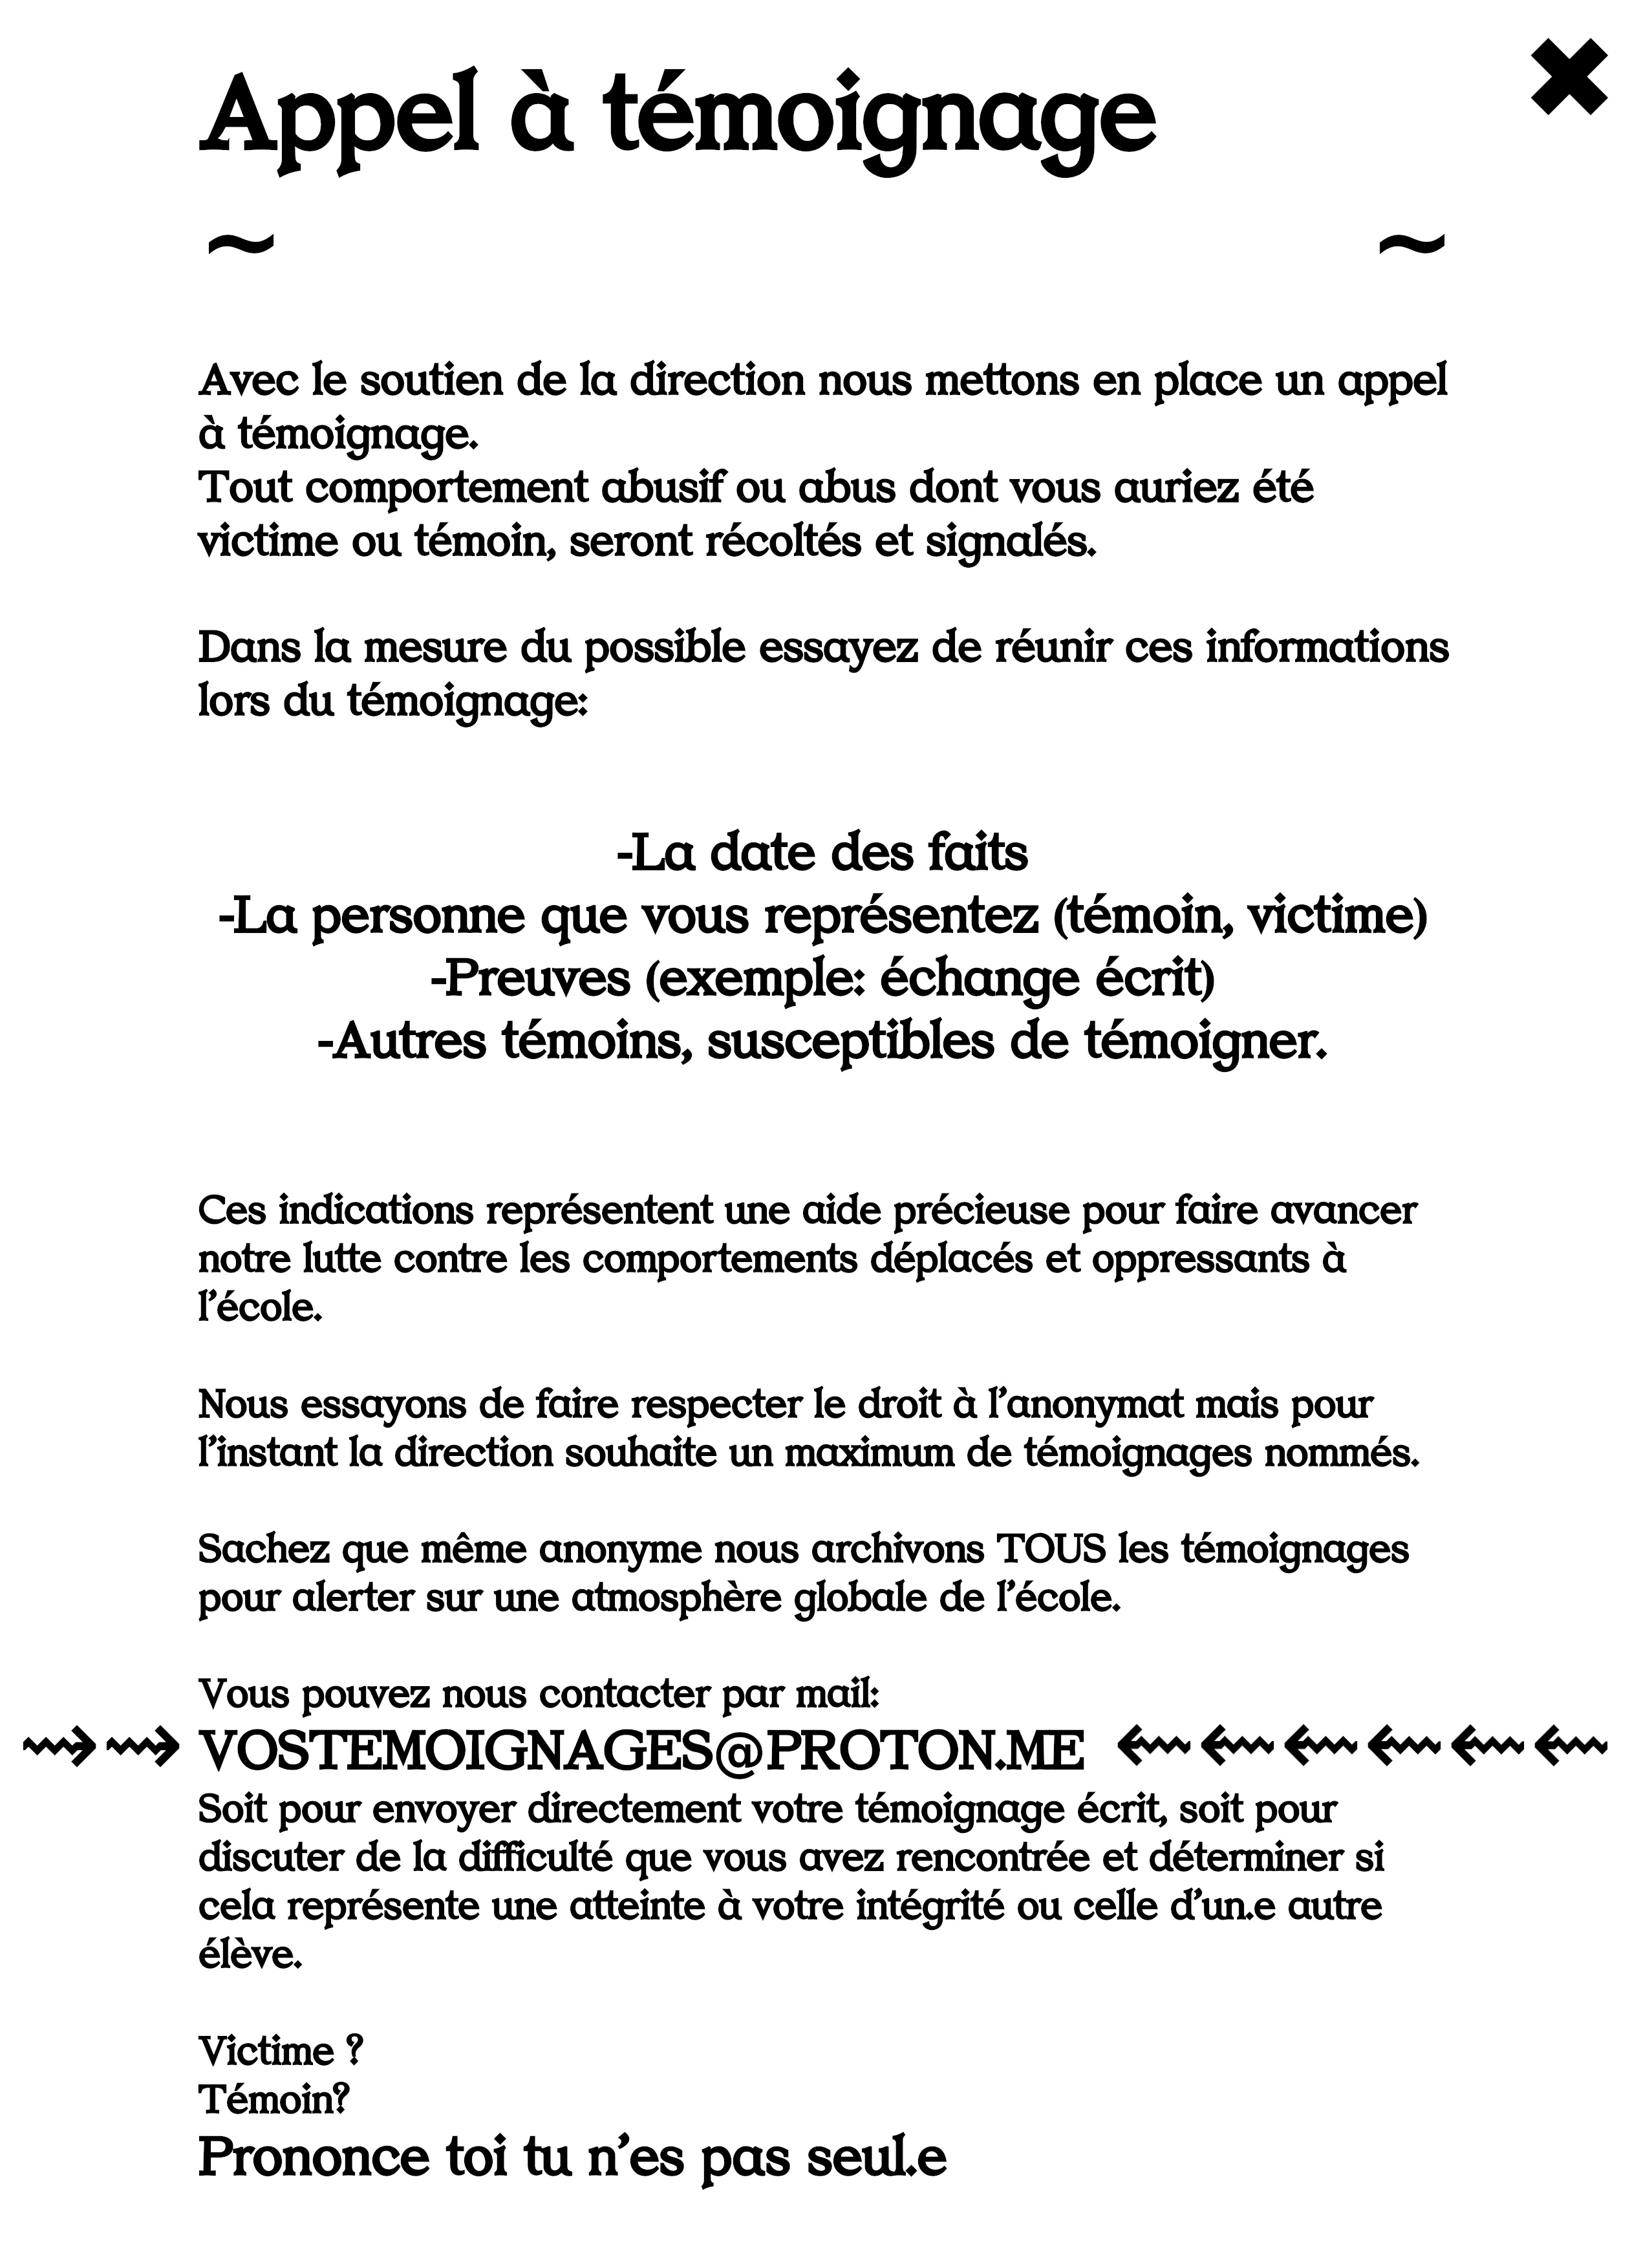 Appel à témoignage
~ ~
Avec le soutien de la direction nous mettons en place un appel
à témoignage.
Tout comportement abusif ou abus dont vous auriez été
victime ou témoin, seront récoltés et signalés.
Dans la mesure du possible essayez de réunir ces informations
lors du témoignage:
-La date des faits
-La personne que vous représentez (témoin, victime)
-Preuves (exemple: échange écrit)
-Autres témoins, susceptibles de témoigner.
Ces indications représentent une aide précieuse pour faire avancer
notre lutte contre les comportements déplacés et oppressants à
l’école.
Nous essayons de faire respecter le droit à l’anonymat mais pour
l’instant la direction souhaite un maximum de témoignages nommés.
Sachez que même anonyme nous archivons TOUS les témoignages
pour alerter sur une atmosphère globale de l’école.
Vous pouvez nous contacter par mail:
VOSTEMOIGNAGES@PROTON.ME
Soit pour envoyer directement votre témoignage écrit, soit pour
discuter de la difficulté que vous avez rencontrée et déterminer si
cela représente une atteinte à votre intégrité ou celle d’un.e autre
élève.
Victime ?
Témoin?
Prononce toi tu n’es pas seul.e